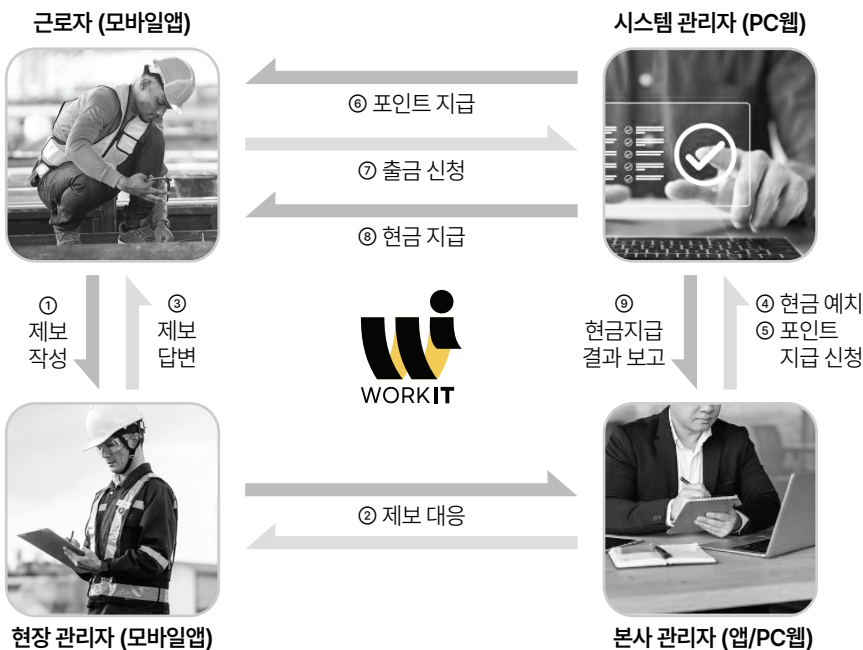 근로자 (모바일앱)
시스템 관리자 (PC웹)
⑥ 포인트 지급
⑦ 출금 신청
⑧ 현금 지급
①
제보
작성
③
제보
답변
WORKIT
⑨
현금지급
결과 보고
④ 현금 예치
⑤ 포인트
지급 신청
② 제보 대응
현장 관리자 (모바일앱)
본사 관리자 (앱/PC웹)